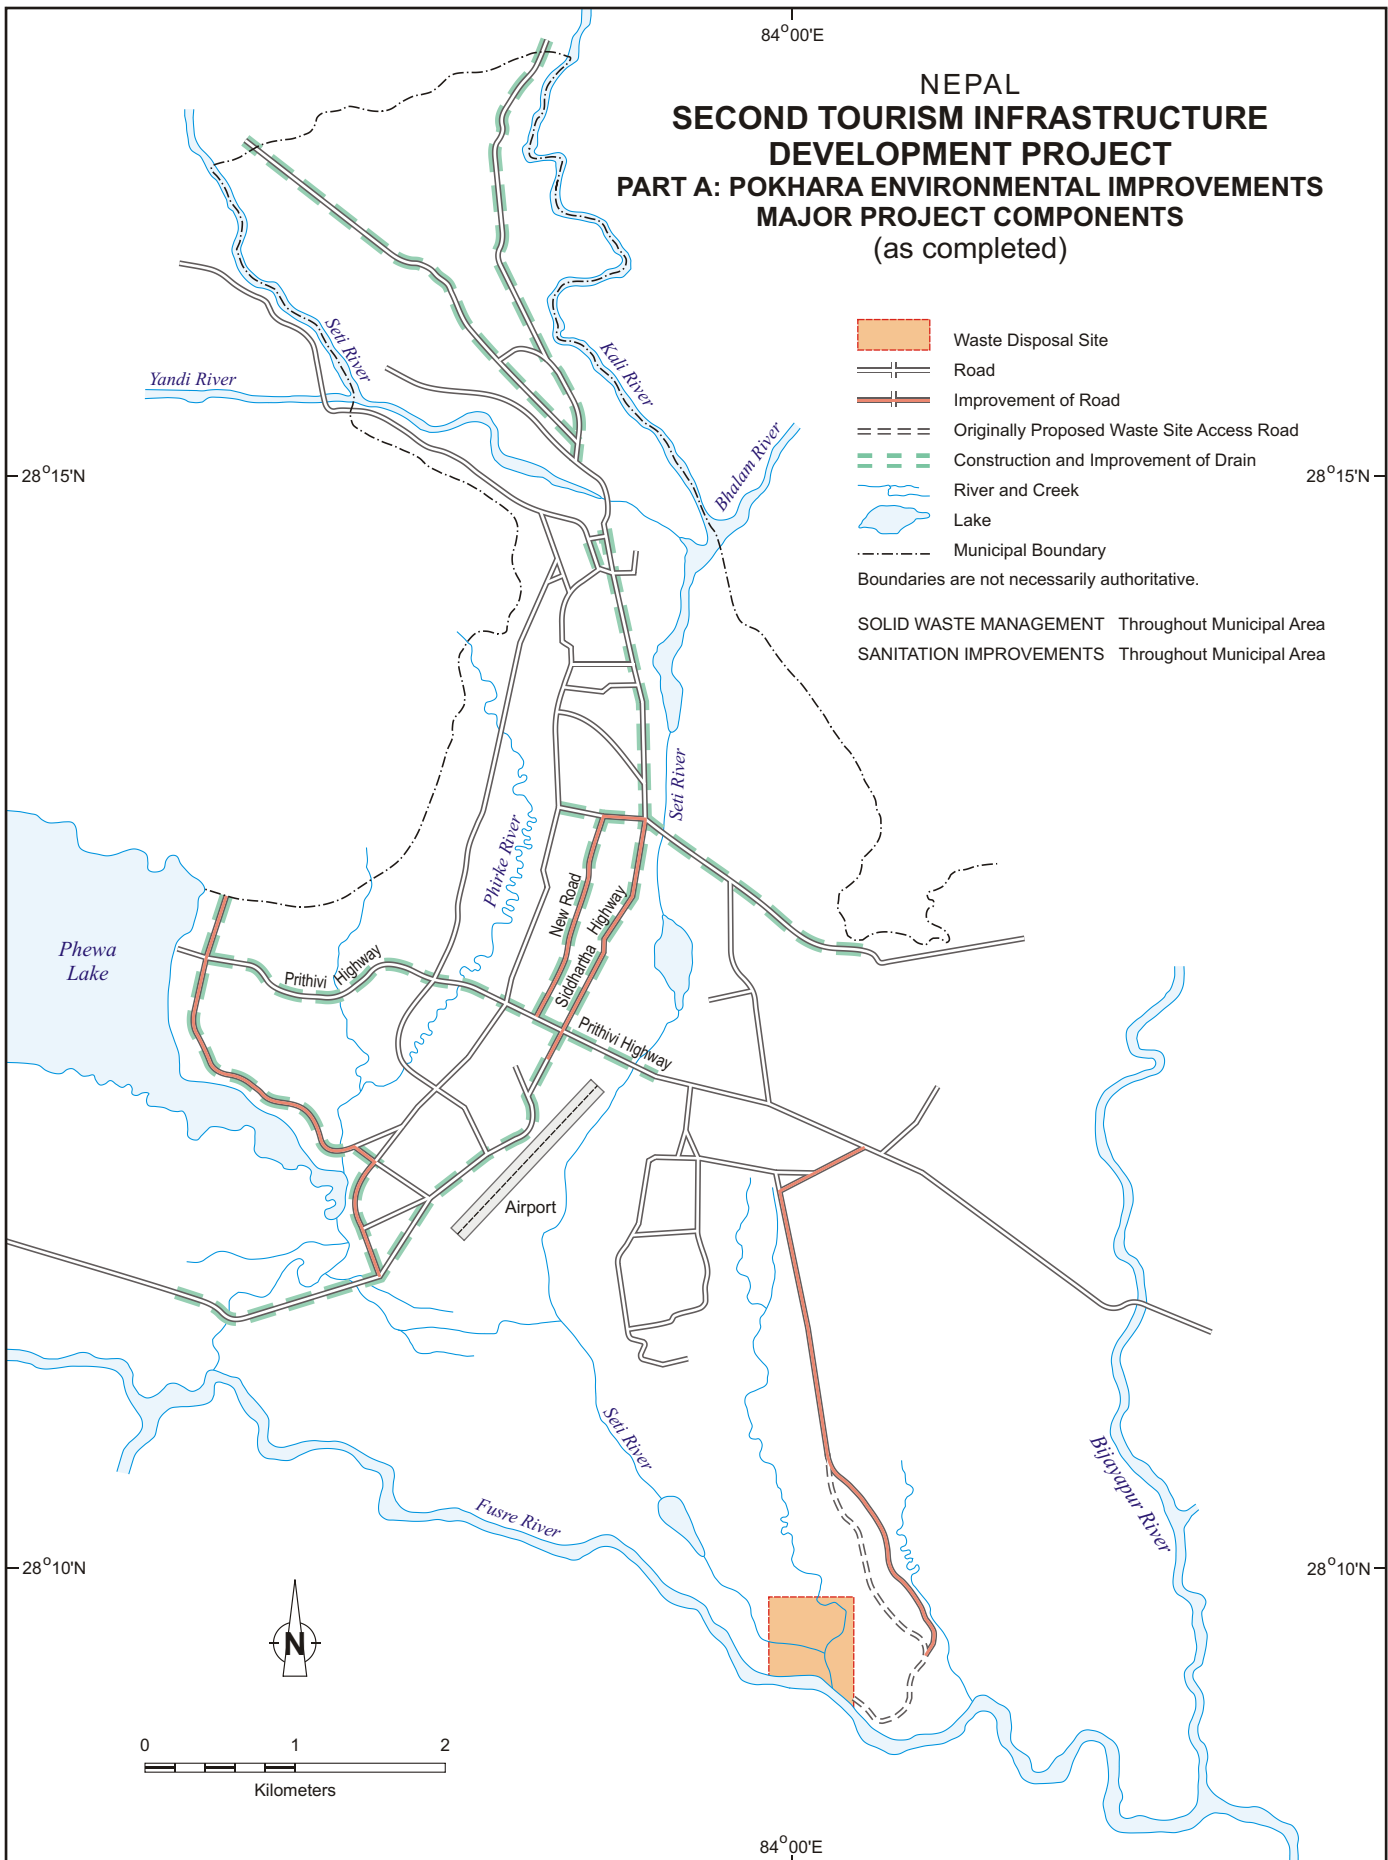 84°00'E
NEPAL
SECOND TOURISM INFRASTRUCTURE
DEVELOPMENT PROJECT
PART A: POKHARA ENVIRONMENTAL IMPROVEMENTS
MAJOR PROJECT COMPONENTS
(as completed)
Waste Disposal Site
Road
Improvement of Road
Originally Proposed Waste Site Access Road
Construction and Improvement of Drain
River and Creek
Lake
Municipal Boundary
Boundaries are not necessarily authoritative.
SOLID WASTE MANAGEMENT Throughout Municipal Area
SANITATION IMPROVEMENTS Throughout Municipal Area
Seti River
Yandi River
Kali River
Bhalam River
28°15'N
28°15'N
Seti River
Phirke River
New Road
Siddhartha Highway
Phewa
Lake
Prithivi Highway
Prithivi Highway
Airport
Seti River
Fusre River
Bijayapur River
28°10'N
28°10'N
N
0 1 2
Kilometers
84°00'E